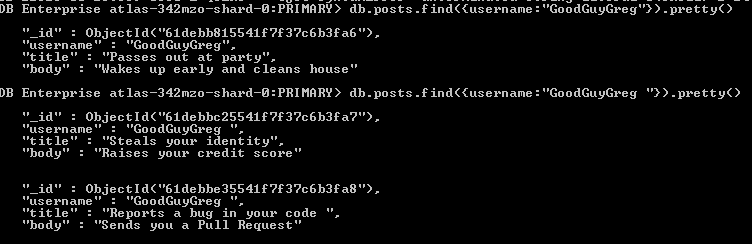 DB Enterprise atlas-342mzo-shard-0:PRIMARY> db.posts.find({username:"GoodGuyGreg"}).pretty()
"_id" : ObjectId("61debb815541f7f37c6b3fa6"),
"username" : "GoodGuyGreg",
"title" : "Passes out at party",
"body" : "Wakes up early and cleans house"
DB Enterprise atlas-342mzo-shard-0:PRIMARY> db.posts.find({username:"GoodGuyGreg "}).pretty()
"_id" : ObjectId("61debbc25541f7f37c6b3fa7"),
"username" : "GoodGuyGreg ",
"title" : "Steals your identity",
"body" : "Raises your credit score"
"_id" : ObjectId("61debbe35541f7f37c6b3fa8"),
"username" : "GoodGuyGreg ",
"title" : "Reports a bug in your code ",
"body" : "Sends you a Pull Request"